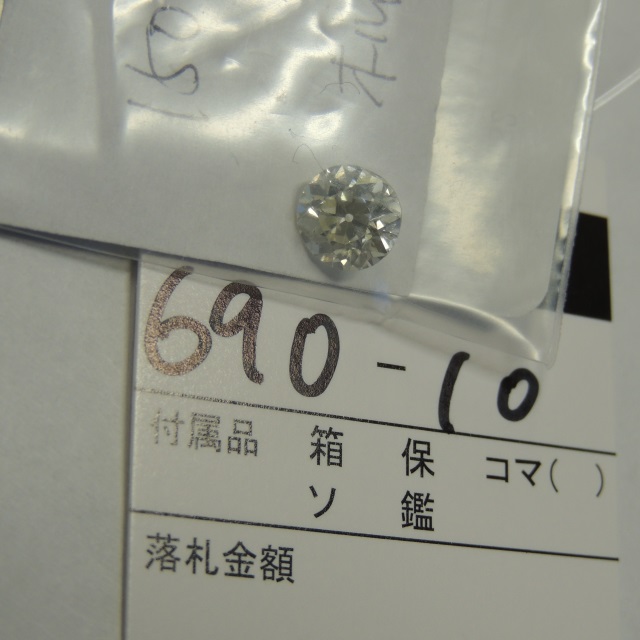 690-10
付属品 箱 保 コマ( )
ソ 鑑
落札金額